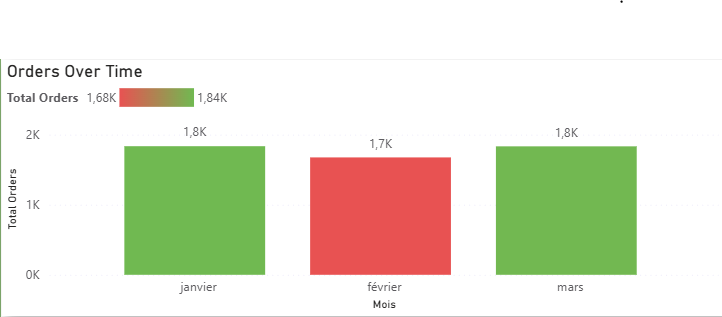 Orders Over Time
Total Orders 1,68K 1,84K
2K
1K
0K
Total Orders
1,8K 1,7K 1,8K
janvier février mars
Mois